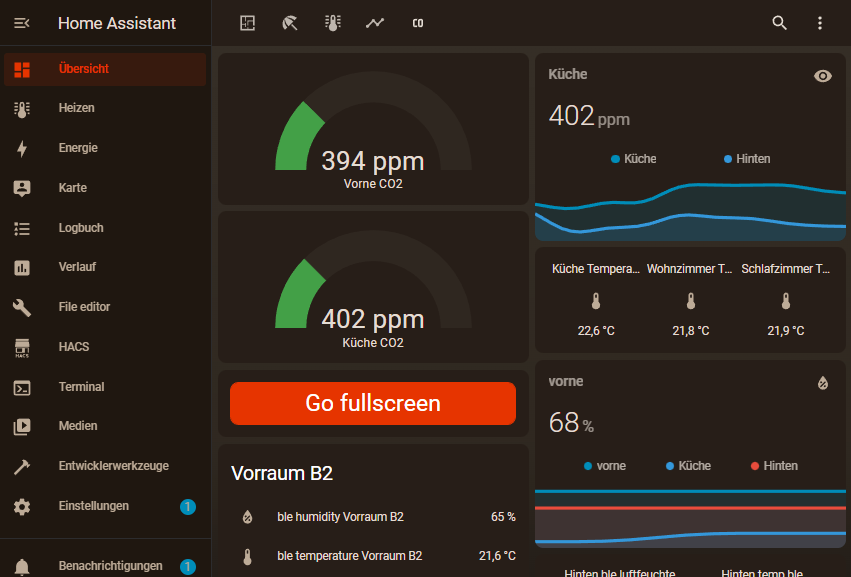 Home Assistant
CO
Übersicht
Heizen
Energie
Karte
Logbuch
Verlauf
File editor
HACS
HACS
Terminal
Medien
Entwicklerwerkzeuge
Einstellungen 1
Benachrichtigungen 1
394 ppm
Vorne CO2
402 ppm
Küche CO2
Go fullscreen
Vorraum B2
ble humidity Vorraum B2 65 %
ble temperature Vorraum B2 21,6 °C
Küche
402 ppm
Küche Hinten
Küche Tempera... Wohnzimmer T... Schlafzimmer T...
22,6 °C 21,8 °C 21,9 °C
vorne
68 %
vorne Küche Hinten
Hinten ble luftfeuchte Hinten temp ble